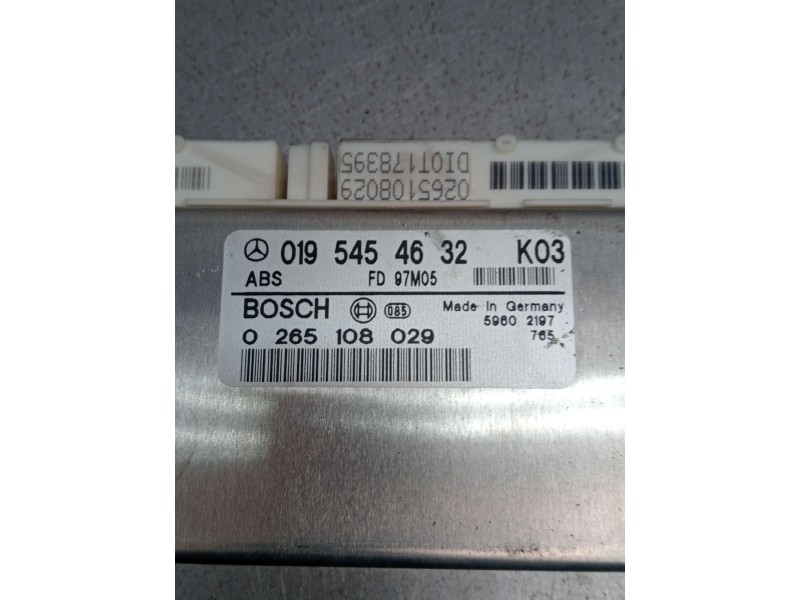 DIOT178395
0265108029
019 545 46 32 K03
ABS FD 97M05
BOSCH 085 Made in Germany
5960 2197
0 265 108 029 765